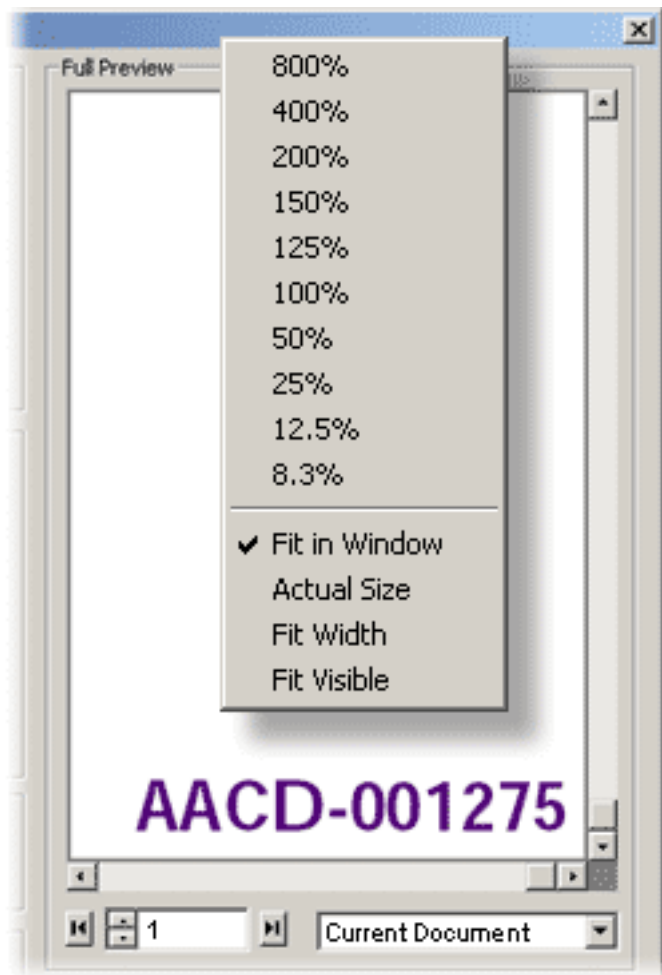 Full Preview
800%
400%
200%
150%
125%
100%
50%
25%
12.5%
8.3%
Fit in Window
Actual Size
Fit Width
Fit Visible
AACD-001275
1
Current Document